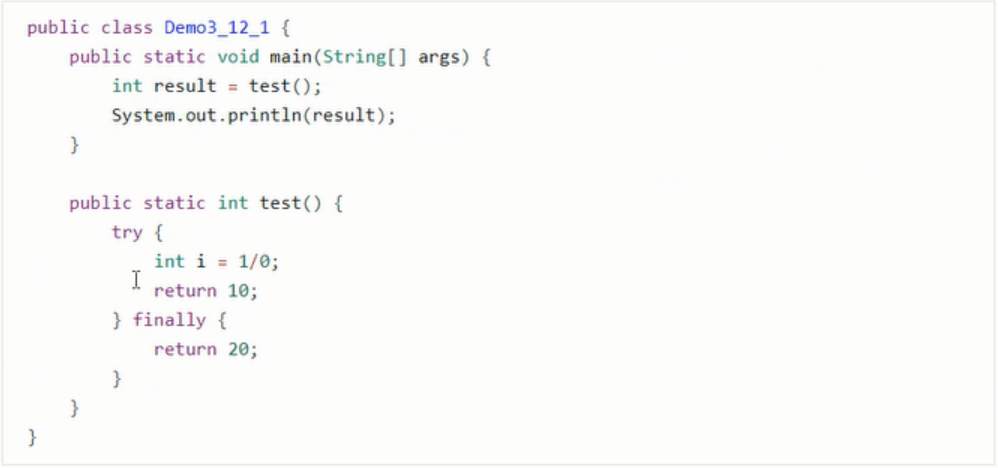 public class Demo3_12_1 {
    public static void main(String[] args) {
        int result = test();
        System.out.println(result);
    }

    public static int test() {
        try {
            int i = 1/0;
            return 10;
        } finally {
            return 20;
        }
    }
}